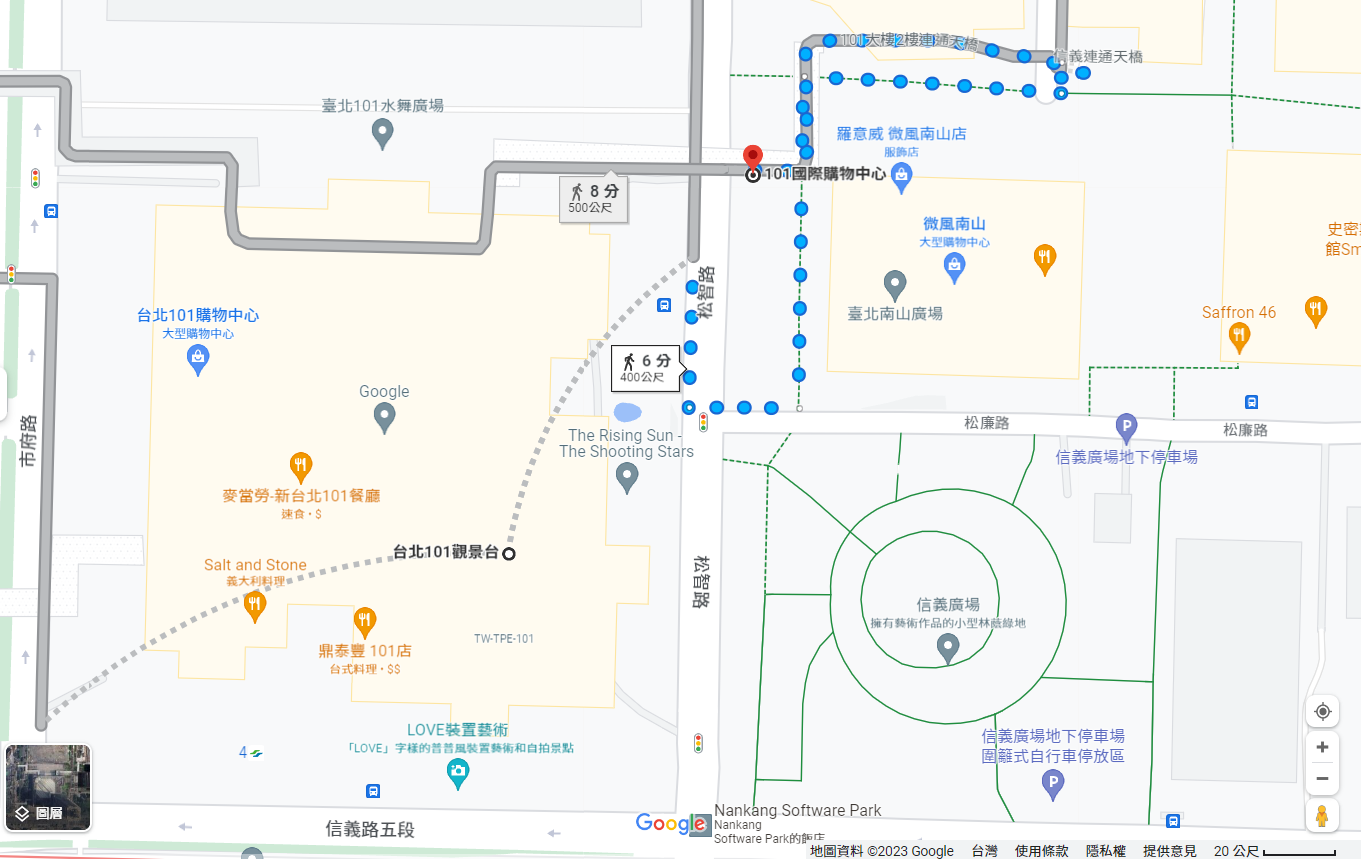 101大樓2樓連通天橋
信義連通天橋
臺北101水舞廣場
羅意威 微風南山店
服飾店
101國際購物中心
8 分
500公尺
微風南山
大型購物中心
史密
館Sm
松智路
台北101購物中心
大型購物中心
臺北南山廣場
Saffron 46
6 分
400公尺
Google
市府路
The Rising Sun -
The Shooting Stars
松廉路
松廉路
P
信義廣場地下停車場
麥當勞-新台北101餐廳
速食・$
台北101觀景台
Salt and Stone
義大利料理
松智路
信義廣場
擁有藝術作品的小型林蔭綠地
TW-TPE-101
鼎泰豐 101店
台式料理・$$
LOVE裝置藝術
「LOVE」字樣的普普風裝置藝術和自拍景點
4
信義廣場地下停車場
圍籬式自行車停放區
P
圖層
信義路五段
Google
Nankang Software Park
Nankang
Software Park的飯店
地圖資料 ©2023 Google 台灣 使用條款 隱私權 提供意見 20 公尺